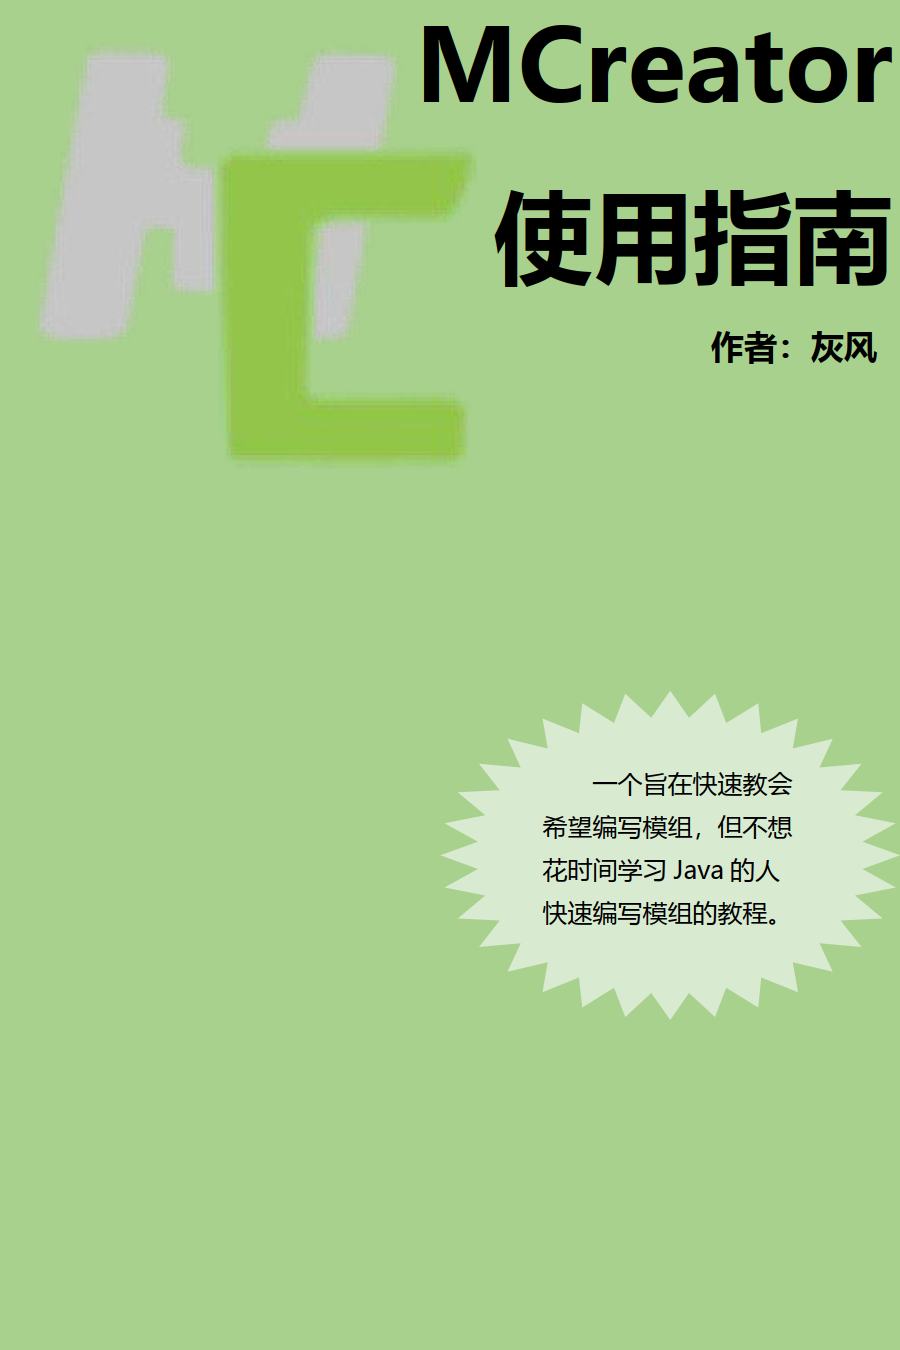 MC
MCreator
使用指南
作者：灰风
一个旨在快速教会
希望编写模组，但不想
花时间学习 Java 的人
快速编写模组的教程。